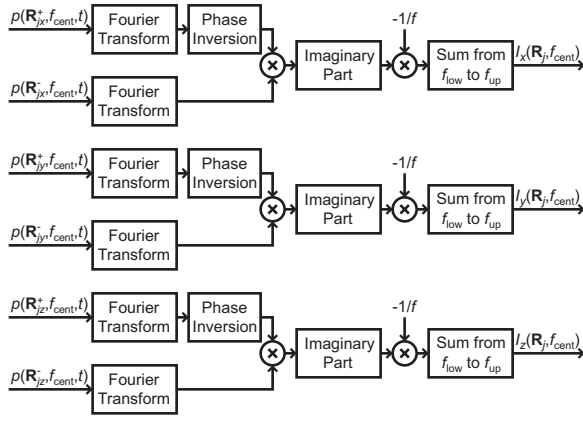 p(R⁺jx,fcent,t)
Fourier Transform
Phase Inversion
×
Imaginary Part
-1/f
×
Sum from flow to fup
Ix(Rj,fcent)
p(R⁻jx,fcent,t)
Fourier Transform
p(R⁺jy,fcent,t)
Fourier Transform
Phase Inversion
×
Imaginary Part
-1/f
×
Sum from flow to fup
Iy(Rj,fcent)
p(R⁻jy,fcent,t)
Fourier Transform
p(R⁺jz,fcent,t)
Fourier Transform
Phase Inversion
×
Imaginary Part
-1/f
×
Sum from flow to fup
Iz(Rj,fcent)
p(R⁻jz,fcent,t)
Fourier Transform